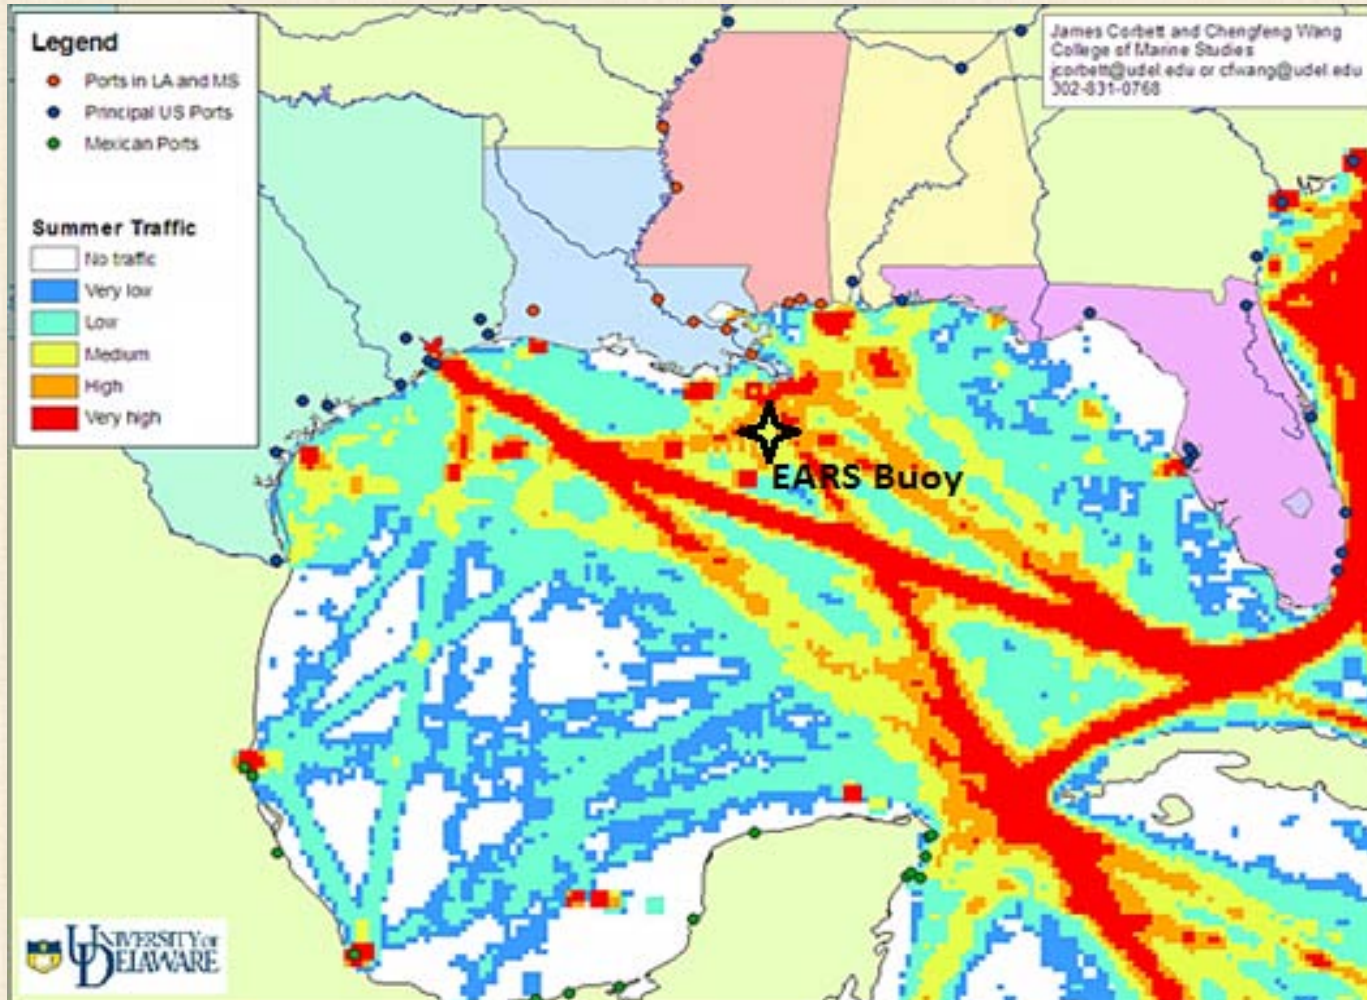 Legend
Ports in LA and MS
Principal US Ports
Mexican Ports
Summer Traffic
No traffic
Very low
Low
Medium
High
Very high
James Corbett and Chengfeng Wang
College of Marine Studies
jcorbett@udel.edu or cfwang@udel.edu
302-831-0768
EARS Buoy
UNIVERSITY OF
DELAWARE